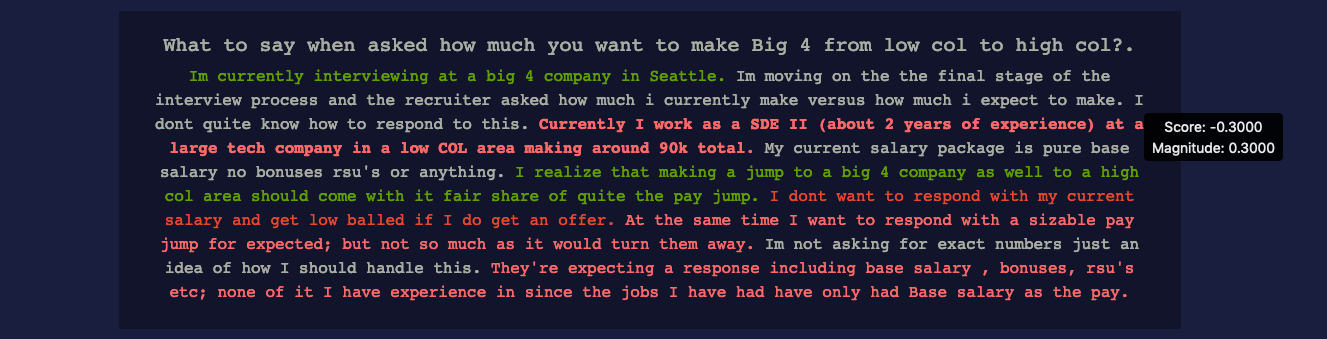 What to say when asked how much you want to make Big 4 from low col to high col?.
Im currently interviewing at a big 4 company in Seattle. Im moving on the the final stage of the
interview process and the recruiter asked how much i currently make versus how much i expect to make. I
dont quite know how to respond to this. Currently I work as a SDE II (about 2 years of experience) at a
large tech company in a low COL area making around 90k total. My current salary package is pure base
salary no bonuses rsu's or anything. I realize that making a jump to a big 4 company as well to a high
col area should come with it fair share of quite the pay jump. I dont want to respond with my current
salary and get low balled if I do get an offer. At the same time I want to respond with a sizable pay
jump for expected; but not so much as it would turn them away. Im not asking for exact numbers just an
idea of how I should handle this. They're expecting a response including base salary , bonuses, rsu's
etc; none of it I have experience in since the jobs I have had have only had Base salary as the pay.
Score: -0.3000
Magnitude: 0.3000